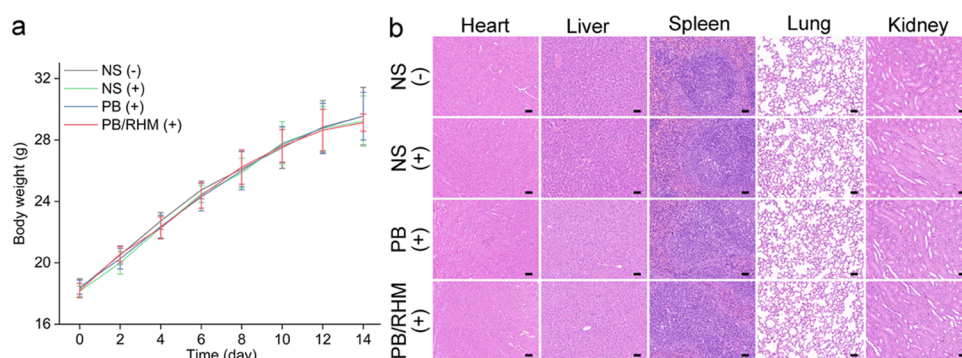 a
NS (-)
NS (+)
PB (+)
PB/RHM (+)
Body weight (g)
32
28
24
20
16
0 2 4 6 8 10 12 14
Time (day)
b
Heart Liver Spleen Lung Kidney
NS
(-)
NS
(+)
PB
(+)
PB/RHM
(+)